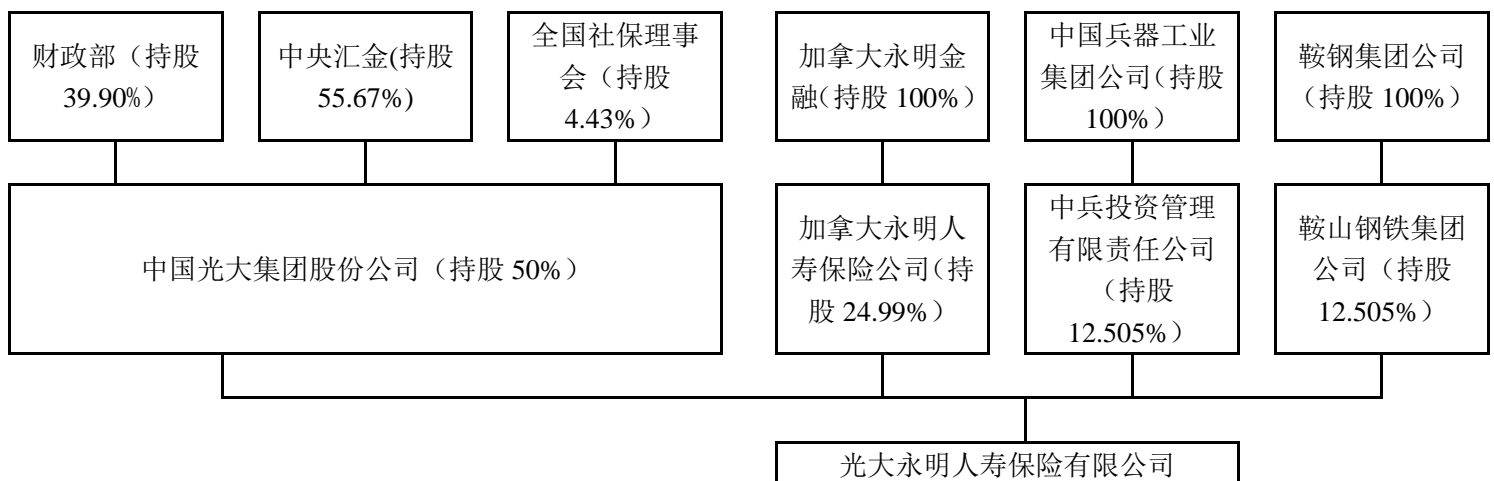 财政部（持股
39.90%）
中央汇金(持股
55.67%)
全国社保理事
会（持股
4.43%）
加拿大永明金
融(持股 100%）
中国兵器工业
集团公司(持股
100%）
鞍钢集团公司
（持股 100%）
中国光大集团股份公司（持股 50%）
加拿大永明人
寿保险公司(持
股 24.99%）
中兵投资管理
有限责任公司
（持股
12.505%）
鞍山钢铁集团
公司（持股
12.505%）
光大永明人寿保险有限公司